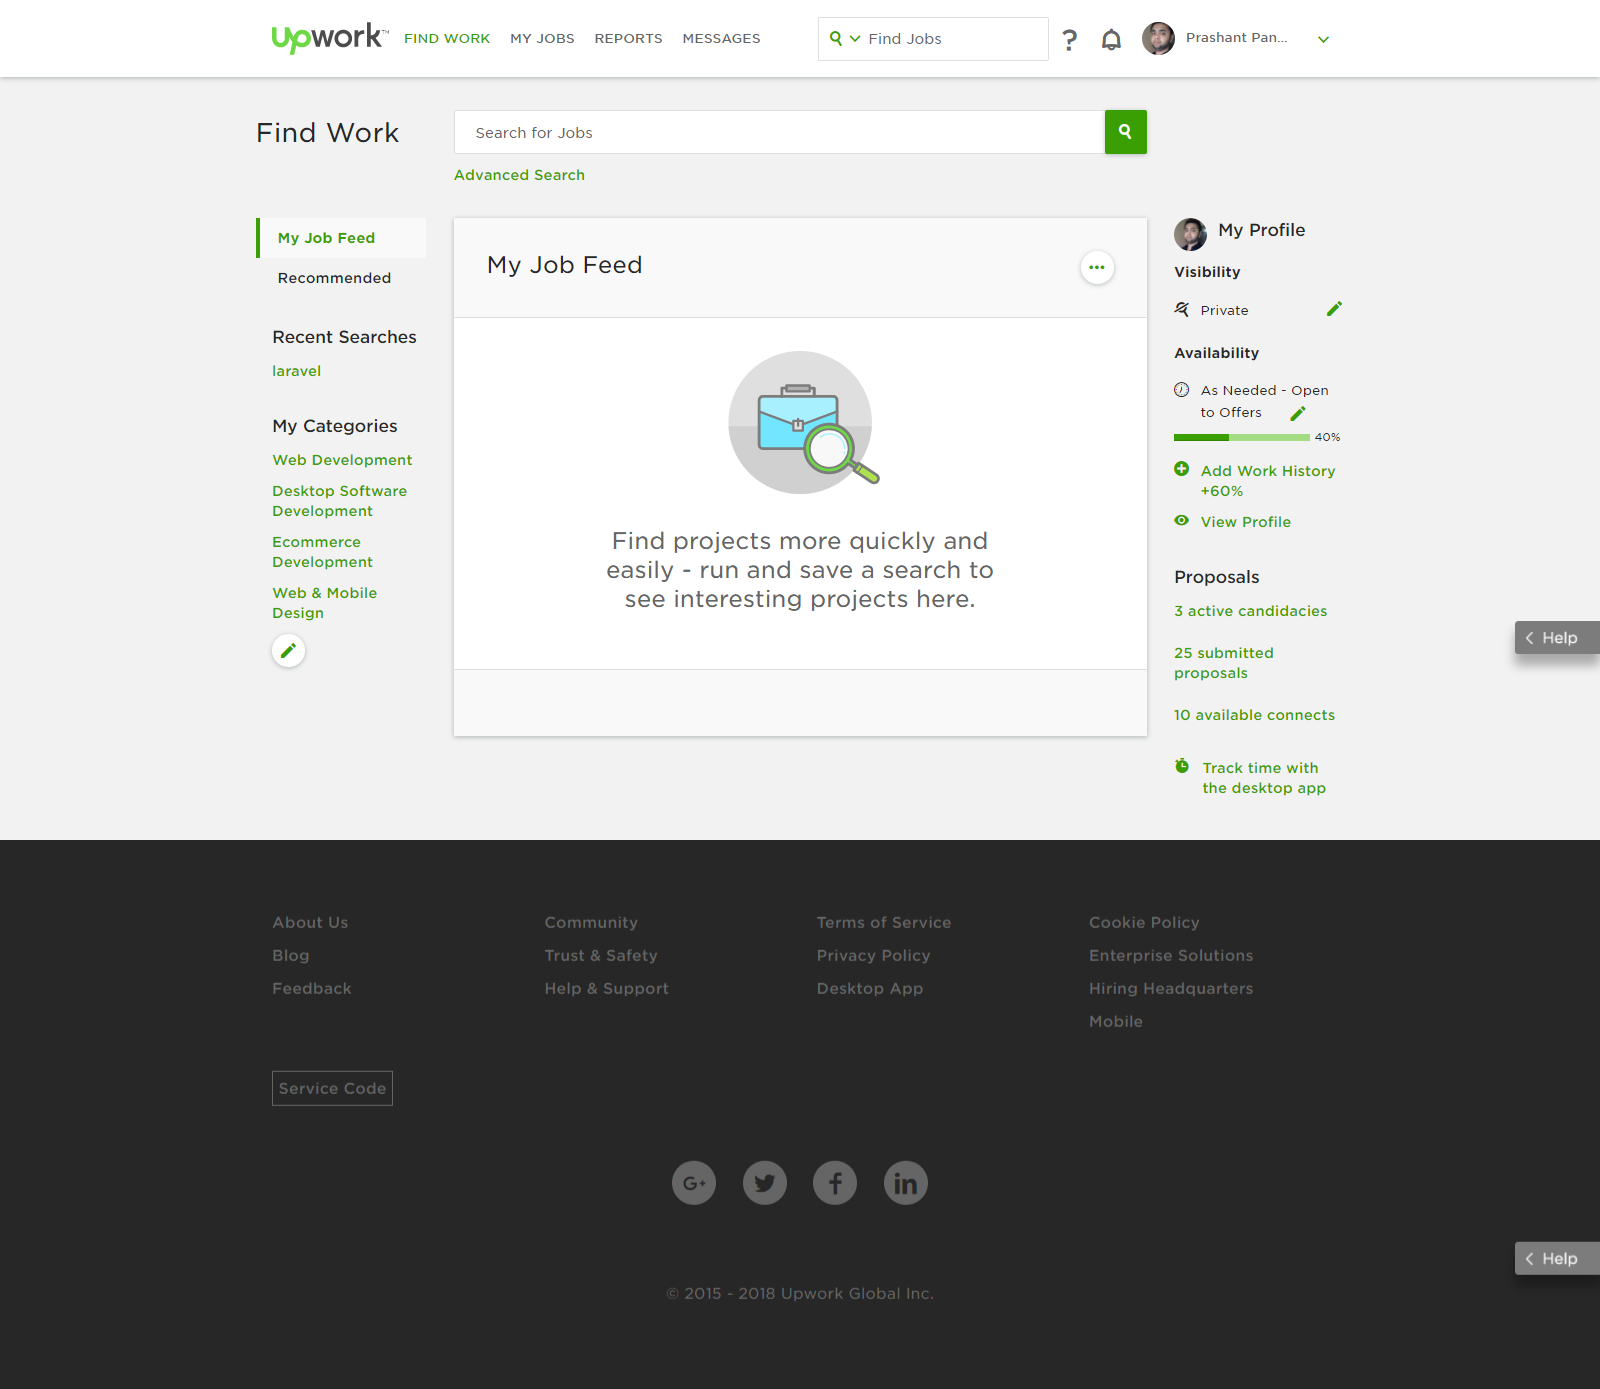 upwork™ FIND WORK MY JOBS REPORTS MESSAGES Find Jobs ? Prashant Pan...
Find Work
Search for Jobs
Advanced Search
My Job Feed
Recommended
Recent Searches
laravel
My Categories
Web Development
Desktop Software
Development
Ecommerce
Development
Web & Mobile
Design
My Job Feed
Find projects more quickly and
easily - run and save a search to
see interesting projects here.
My Profile
Visibility
Private
Availability
As Needed - Open
to Offers
40%
Add Work History
+60%
View Profile
Proposals
3 active candidacies
25 submitted
proposals
10 available connects
Track time with
the desktop app
Help
About Us
Blog
Feedback
Community
Trust & Safety
Help & Support
Terms of Service
Privacy Policy
Desktop App
Cookie Policy
Enterprise Solutions
Hiring Headquarters
Mobile
Service Code
G+ f in
Help
© 2015 - 2018 Upwork Global Inc.